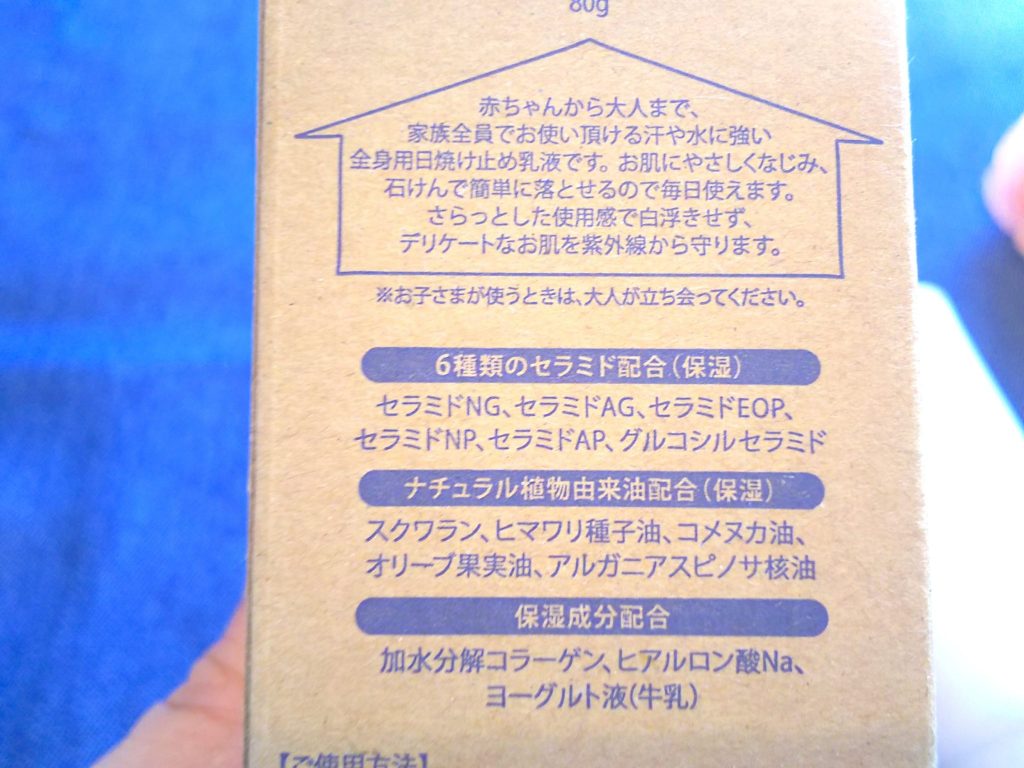 80g
赤ちゃんから大人まで、
家族全員でお使い頂ける汗や水に強い
全身用日焼け止め乳液です。お肌にやさしくなじみ、
石けんで簡単に落とせるので毎日使えます。
さらっとした使用感で白浮きせず、
デリケートなお肌を紫外線から守ります。
※お子さまが使うときは、大人が立ち会ってください。
6種類のセラミド配合(保湿)
セラミドNG、セラミドAG、セラミドEOP、
セラミドNP、セラミドAP、グルコシルセラミド
ナチュラル植物由来油配合(保湿)
スクワラン、ヒマワリ種子油、コメヌカ油、
オリーブ果実油、アルガニアスピノサ核油
保湿成分配合
加水分解コラーゲン、ヒアルロン酸Na、
ヨーグルト液(牛乳)
【ご使用方法】